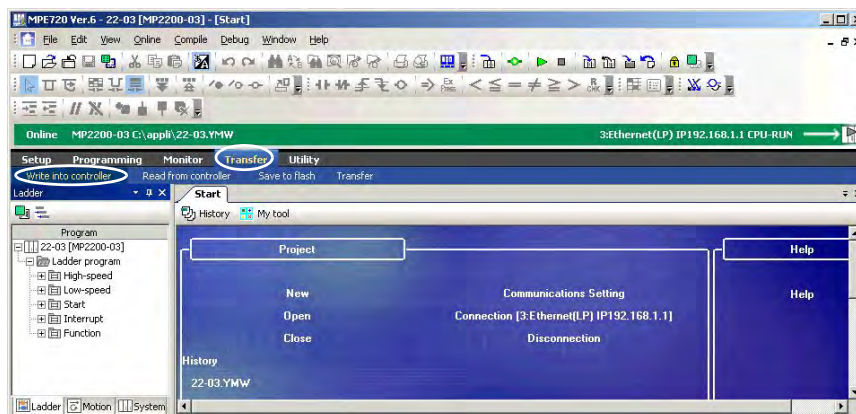 MPE720 Ver.6 - 22-03 [MP2200-03] - [Start]
File Edit View Online Compile Debug Window Help
Online MP2200-03 C:\appli\22-03.YMW 3:Ethernet(LP) IP192.168.1.1 CPU-RUN
Setup Programming Monitor Transfer Utility
Write into controller Read from controller Save to flash Transfer
Ladder Start
History My tool
Program
22-03 [MP2200-03]
Ladder program
High-speed
Low-speed
Start
Interrupt
Function
Project Help
New Communications Setting Help
Open Connection [3:Ethernet(LP) IP192.168.1.1]
Close Disconnection
History
22-03.YMW
Ladder Motion System